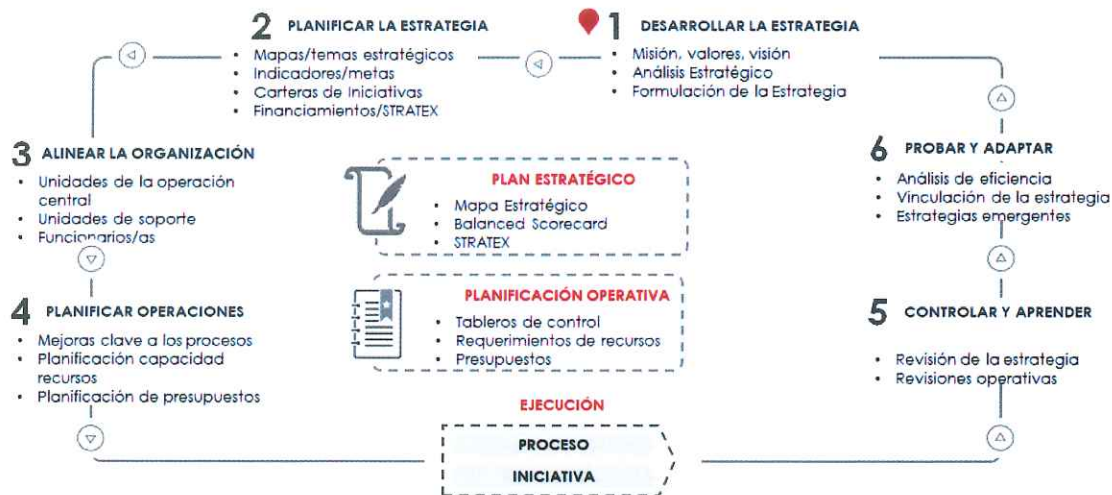 2 PLANIFICAR LA ESTRATEGIA
• Mapas/temas estratégicos
• Indicadores/metas
• Carteras de Iniciativas
• Financiamientos/STRATEX
1 DESARROLLAR LA ESTRATEGIA
• Misión, valores, visión
• Análisis Estratégico
• Formulación de la Estrategia
3 ALINEAR LA ORGANIZACIÓN
• Unidades de la operación
central
• Unidades de soporte
• Funcionarios/as
PLAN ESTRATÉGICO
• Mapa Estratégico
• Balanced Scorecard
• STRATEX
6 PROBAR Y ADAPTAR
• Análisis de eficiencia
• Vinculación de la estrategia
• Estrategias emergentes
4 PLANIFICAR OPERACIONES
• Mejoras clave a los procesos
• Planificación capacidad
recursos
• Planificación de presupuestos
PLANIFICACIÓN OPERATIVA
• Tableros de control
• Requerimientos de recursos
• Presupuestos
5 CONTROLAR Y APRENDER
• Revisión de la estrategia
• Revisiones operativas
EJECUCIÓN
PROCESO
INICIATIVA